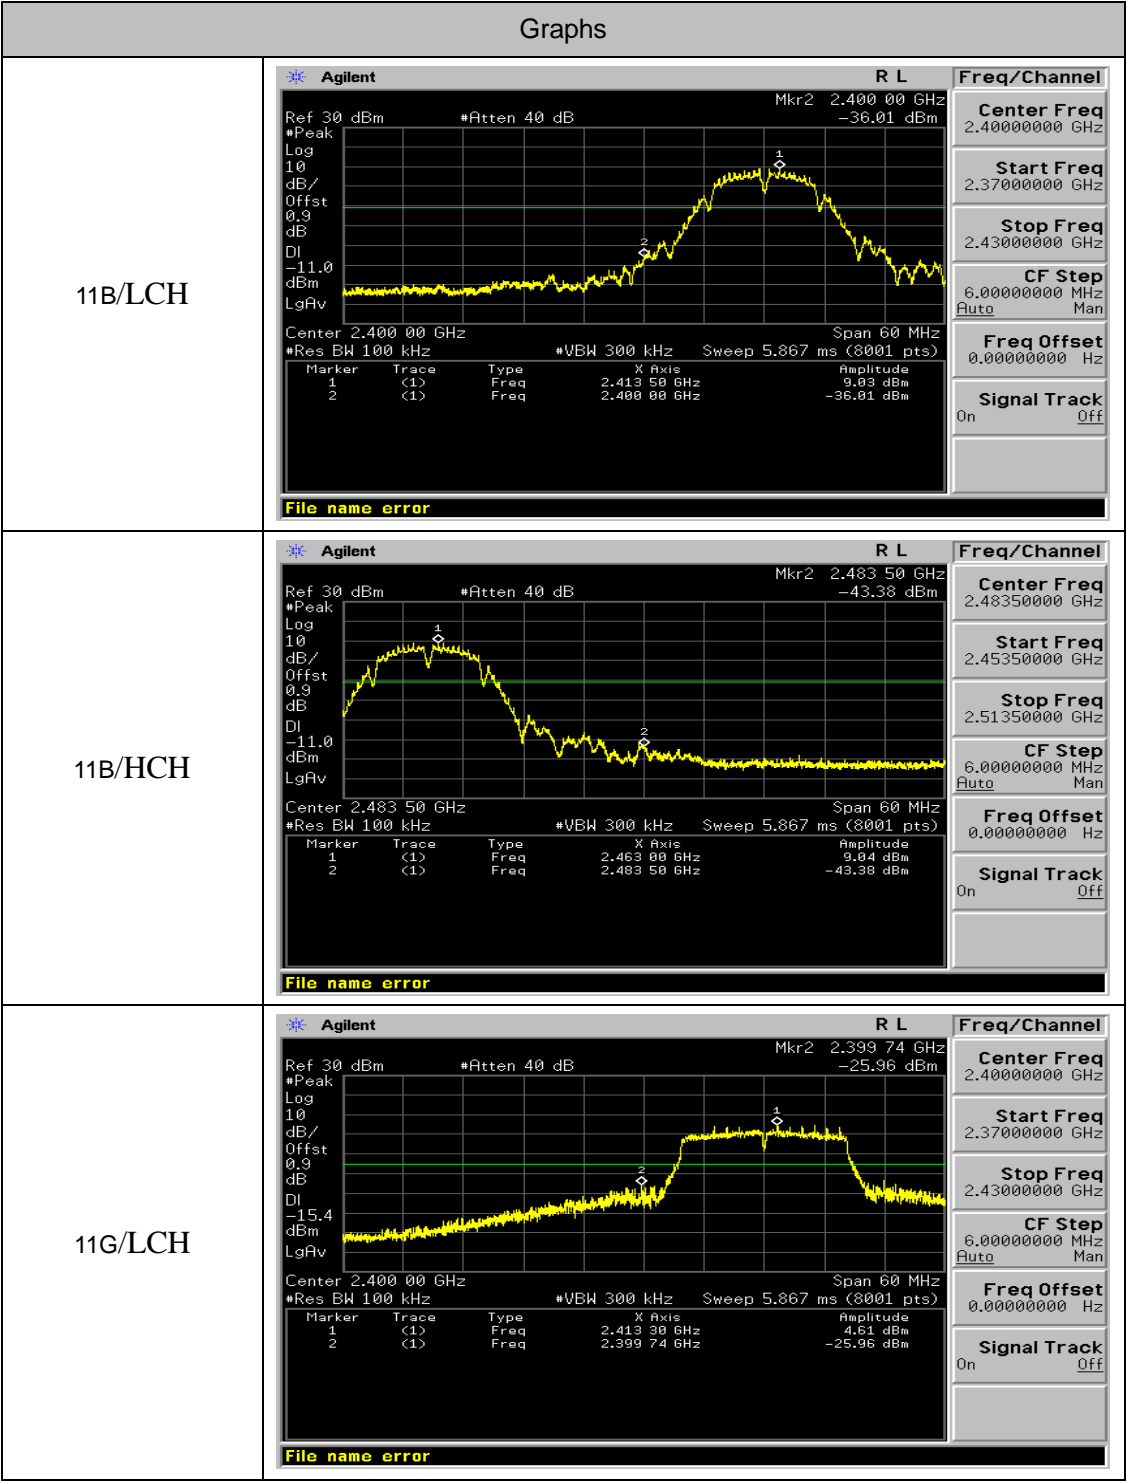 Graphs
11B/LCH
Agilent R L
Mkr2 2.400 00 GHz
Ref 30 dBm #Atten 40 dB -36.01 dBm
#Peak
Log
10
dB/
Offst
0.9
dB
DI
-11.0
dBm
LgAv
1
2
Center 2.400 00 GHz Span 60 MHz
#Res BW 100 kHz #VBW 300 kHz Sweep 5.867 ms (8001 pts)
Marker Trace Type X Axis Amplitude
1 (1) Freq 2.413 50 GHz 9.03 dBm
2 (1) Freq 2.400 00 GHz -36.01 dBm
File name error
Freq/Channel
Center Freq
2.40000000 GHz
Start Freq
2.37000000 GHz
Stop Freq
2.43000000 GHz
CF Step
6.00000000 MHz
Auto Man
Freq Offset
0.00000000 Hz
Signal Track
On Off
11B/HCH
Agilent R L
Mkr2 2.483 50 GHz
Ref 30 dBm #Atten 40 dB -43.38 dBm
#Peak
Log
10
dB/
Offst
0.9
dB
DI
-11.0
dBm
LgAv
1
2
Center 2.483 50 GHz Span 60 MHz
#Res BW 100 kHz #VBW 300 kHz Sweep 5.867 ms (8001 pts)
Marker Trace Type X Axis Amplitude
1 (1) Freq 2.463 00 GHz 9.04 dBm
2 (1) Freq 2.483 50 GHz -43.38 dBm
File name error
Freq/Channel
Center Freq
2.48350000 GHz
Start Freq
2.45350000 GHz
Stop Freq
2.51350000 GHz
CF Step
6.00000000 MHz
Auto Man
Freq Offset
0.00000000 Hz
Signal Track
On Off
11G/LCH
Agilent R L
Mkr2 2.399 74 GHz
Ref 30 dBm #Atten 40 dB -25.96 dBm
#Peak
Log
10
dB/
Offst
0.9
dB
DI
-15.4
dBm
LgAv
1
2
Center 2.400 00 GHz Span 60 MHz
#Res BW 100 kHz #VBW 300 kHz Sweep 5.867 ms (8001 pts)
Marker Trace Type X Axis Amplitude
1 (1) Freq 2.413 30 GHz 4.61 dBm
2 (1) Freq 2.399 74 GHz -25.96 dBm
File name error
Freq/Channel
Center Freq
2.40000000 GHz
Start Freq
2.37000000 GHz
Stop Freq
2.43000000 GHz
CF Step
6.00000000 MHz
Auto Man
Freq Offset
0.00000000 Hz
Signal Track
On Off